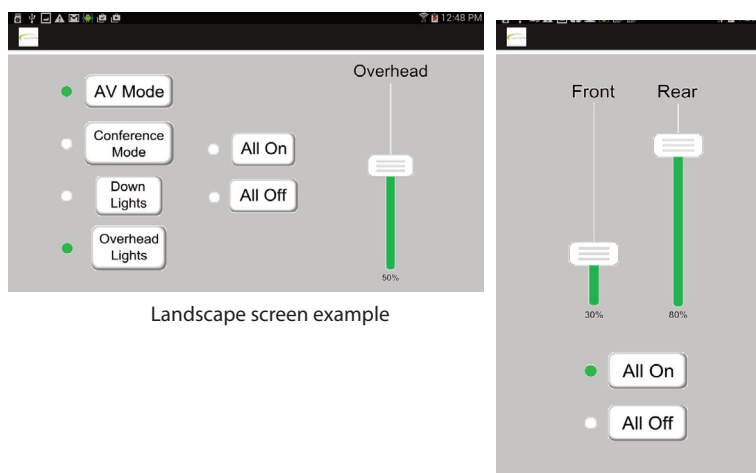 12:48 PM
AV Mode
Conference
Mode
Down
Lights
Overhead
Lights
All On
All Off
Overhead
50%
Landscape screen example
Front
Rear
30%
80%
All On
All Off